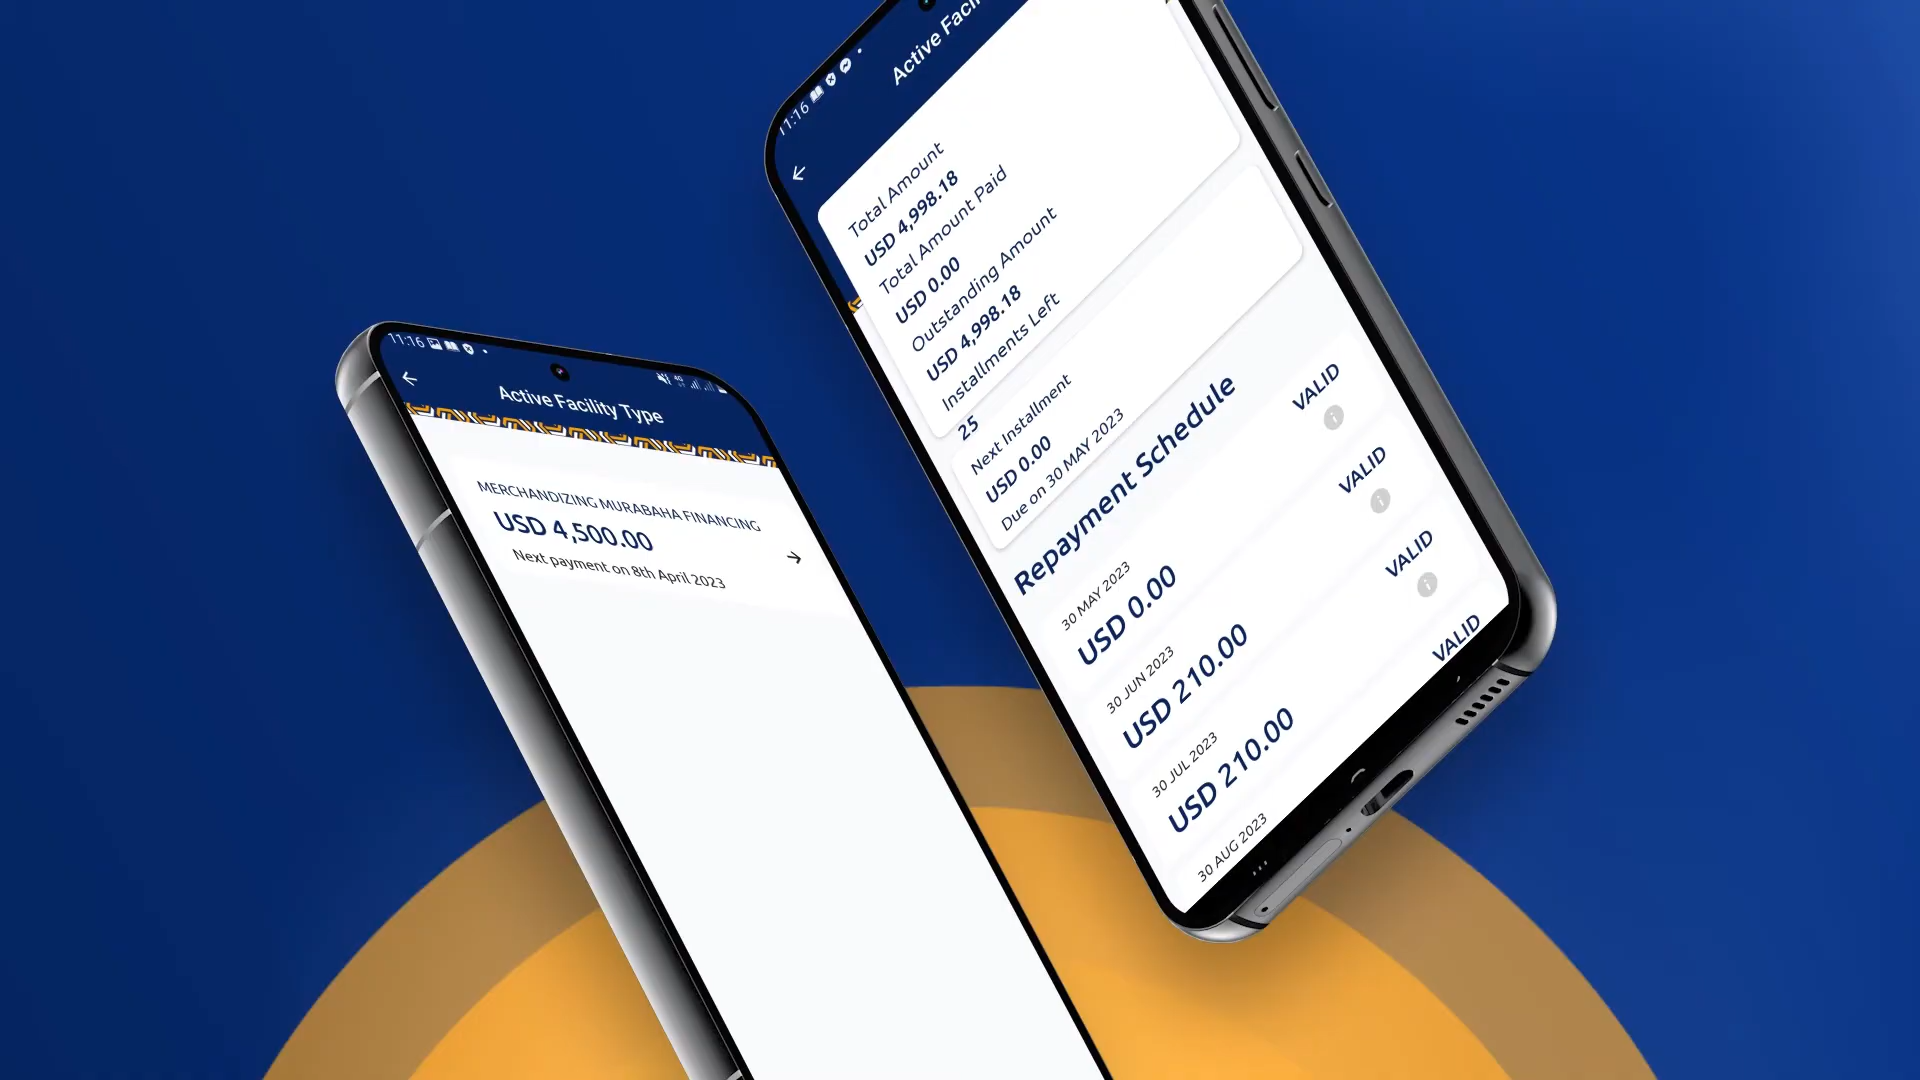 11:16
Active Facility Type
MERCHANDIZING MURABAHA FINANCING
USD 4,500.00
Next payment on 8th April 2023
11:16
Active Facil
Total Amount
USD 4,998.18
Total Amount Paid
USD 0.00
Outstanding Amount
USD 4,998.18
Installments Left
25
Next Installment
USD 0.00
Due on 30 MAY 2023
Repayment Schedule
30 MAY 2023
USD 0.00
VALID
30 JUN 2023
USD 210.00
VALID
30 JUL 2023
USD 210.00
VALID
30 AUG 2023
VALID